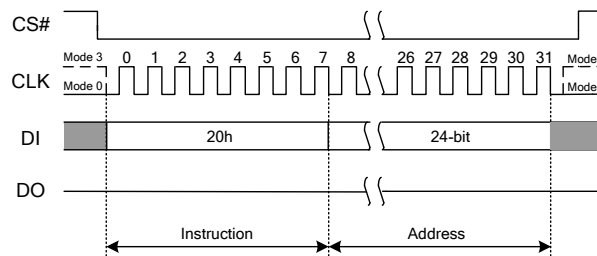 CS#
Mode 3 0 1 2 3 4 5 6 7 8 26 27 28 29 30 31 Mode
CLK
Mode 0 Mode
DI 20h 24-bit
DO
Instruction Address